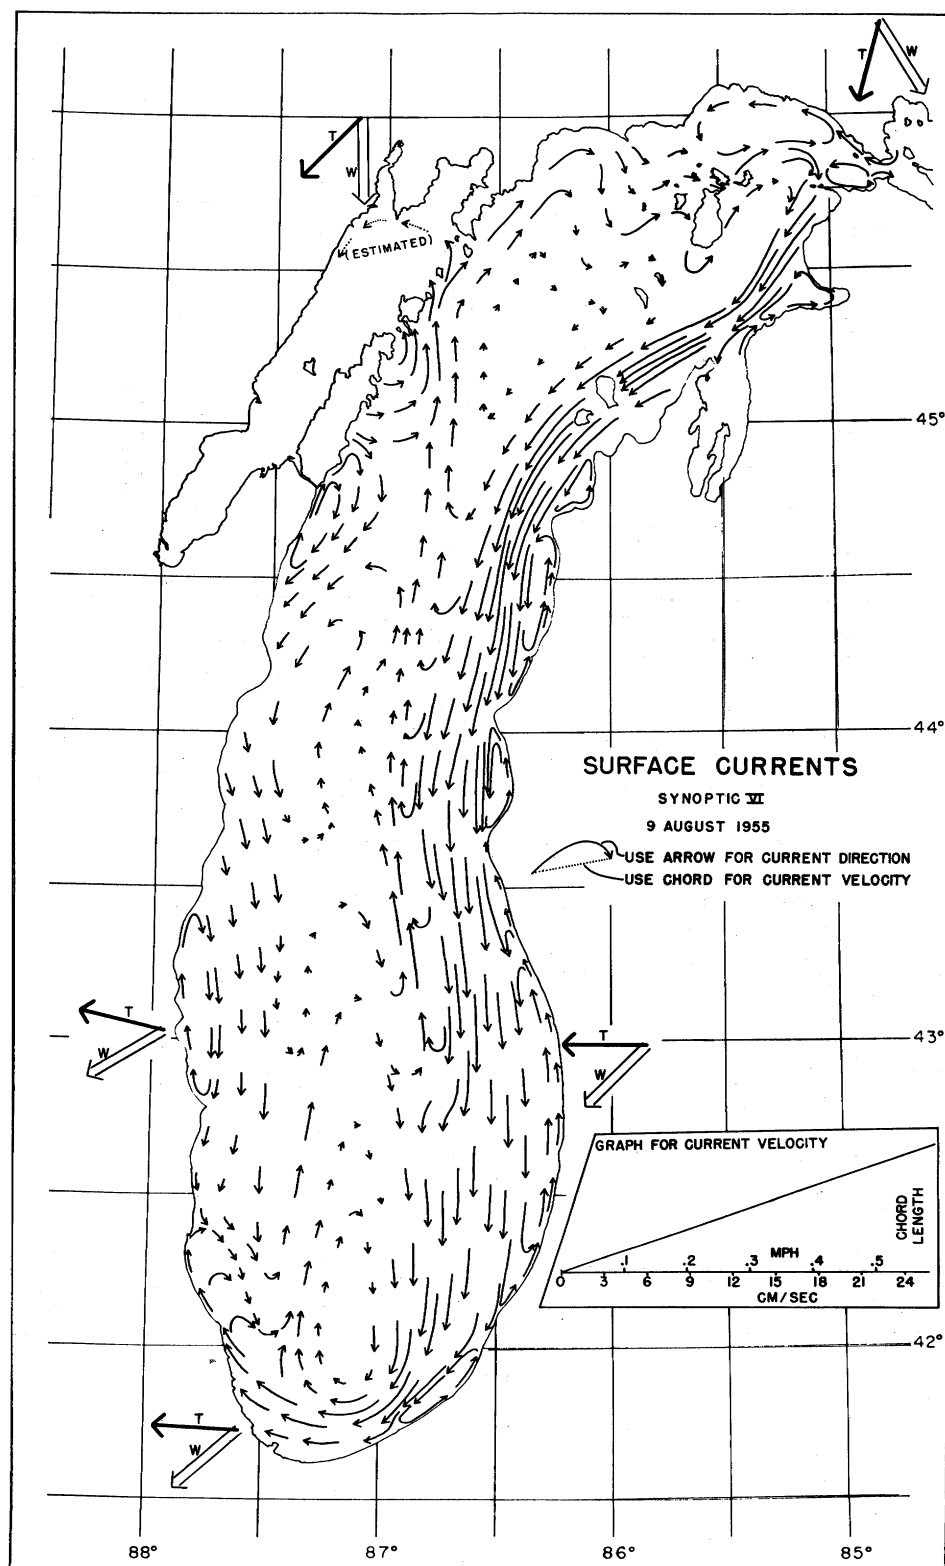 T
W
T
W
(ESTIMATED)
45°
44°
SURFACE CURRENTS
SYNOPTIC VI
9 AUGUST 1955
USE ARROW FOR CURRENT DIRECTION
USE CHORD FOR CURRENT VELOCITY
T
W
43°
T
W
GRAPH FOR CURRENT VELOCITY
CHORD LENGTH
MPH
.1 .2 .3 .4 .5
0 3 6 9 12 15 18 21 24
CM/SEC
42°
T
W
88° 87° 86° 85°